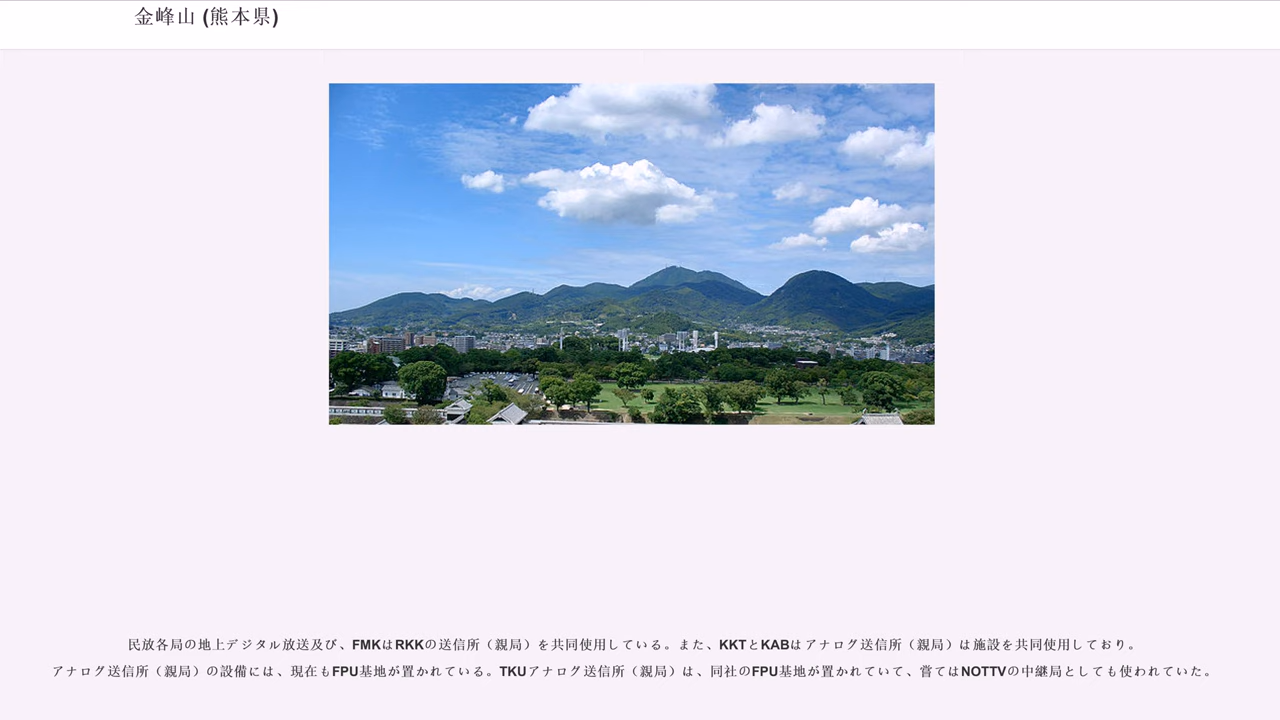 金峰山 (熊本県)
民放各局の地上デジタル放送及び、FMKはRKKの送信所（親局）を共同使用している。また、KKTとKABはアナログ送信所（親局）は施設を共同使用しており。
アナログ送信所（親局）の設備には、現在もFPU基地が置かれている。TKUアナログ送信所（親局）は、同社のFPU基地が置かれていて、嘗てはNOTTVの中継局としても使われていた。